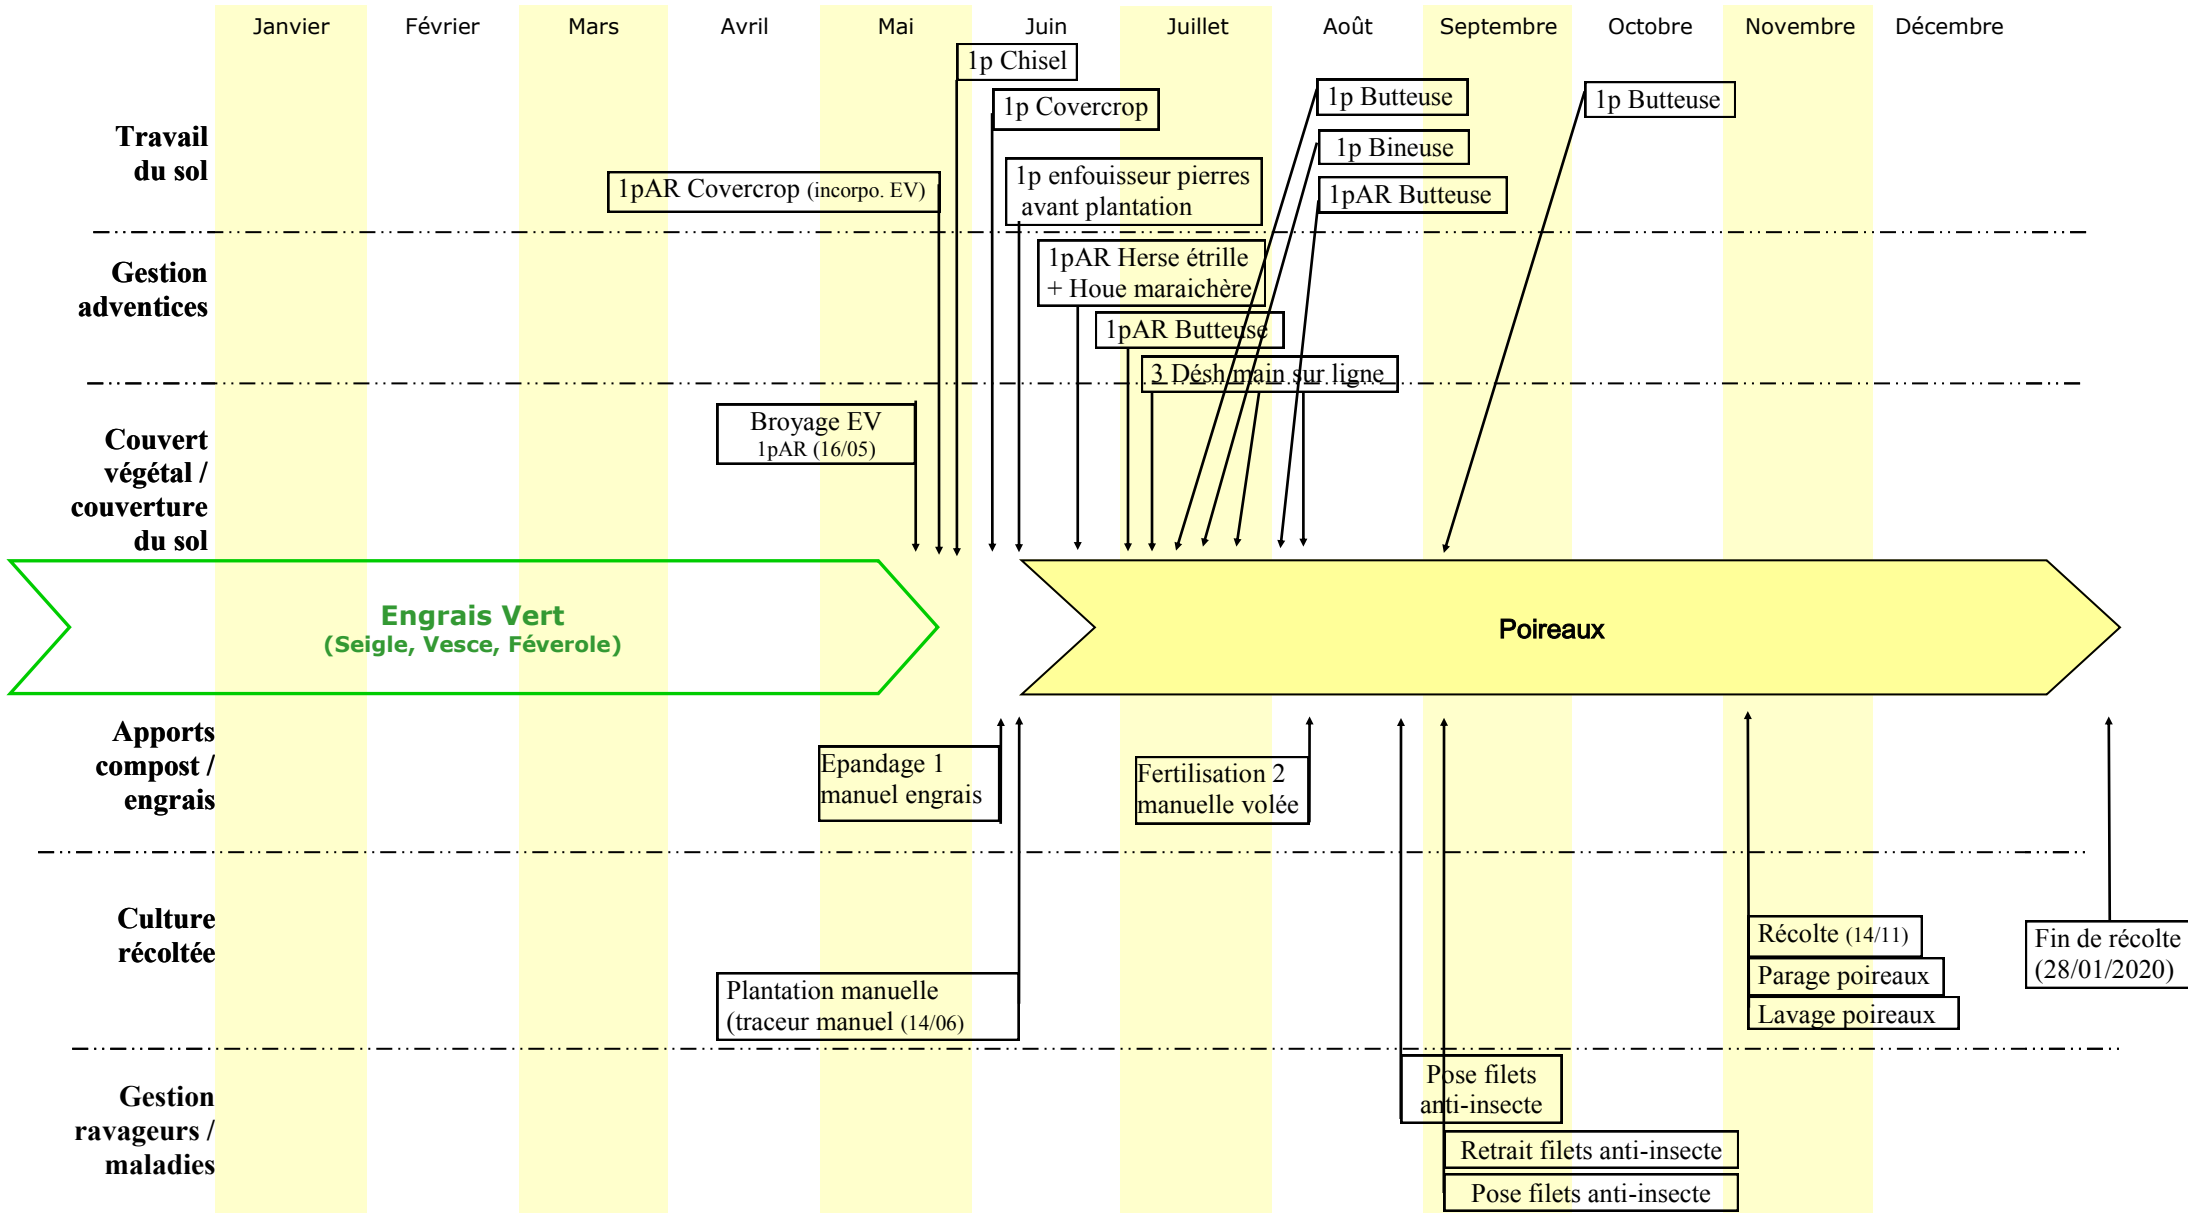 Janvier Février Mars Avril Mai Juin Juillet Août Septembre Octobre Novembre Décembre
Travail
du sol
1p Chisel
1p Covercrop
1pAR Covercrop (incorpo. EV)
1p enfouisseur pierres
avant plantation
1p Butteuse
1p Bineuse
1pAR Butteuse
1p Butteuse
Gestion
adventices
1pAR Herse étrille
+ Houe maraichère
1pAR Butteuse
3 Désh main sur ligne
Couvert
végétal /
couverture
du sol
Broyage EV
1pAR (16/05)
Engrais Vert
(Seigle, Vesce, Féverole)
Poireaux
Apports
compost /
engrais
Epandage 1
manuel engrais
Fertilisation 2
manuelle volée
Culture
récoltée
Plantation manuelle
(traceur manuel (14/06)
Récolte (14/11)
Parage poireaux
Lavage poireaux
Fin de récolte
(28/01/2020)
Gestion
ravageurs /
maladies
Pose filets
anti-insecte
Retrait filets anti-insecte
Pose filets anti-insecte